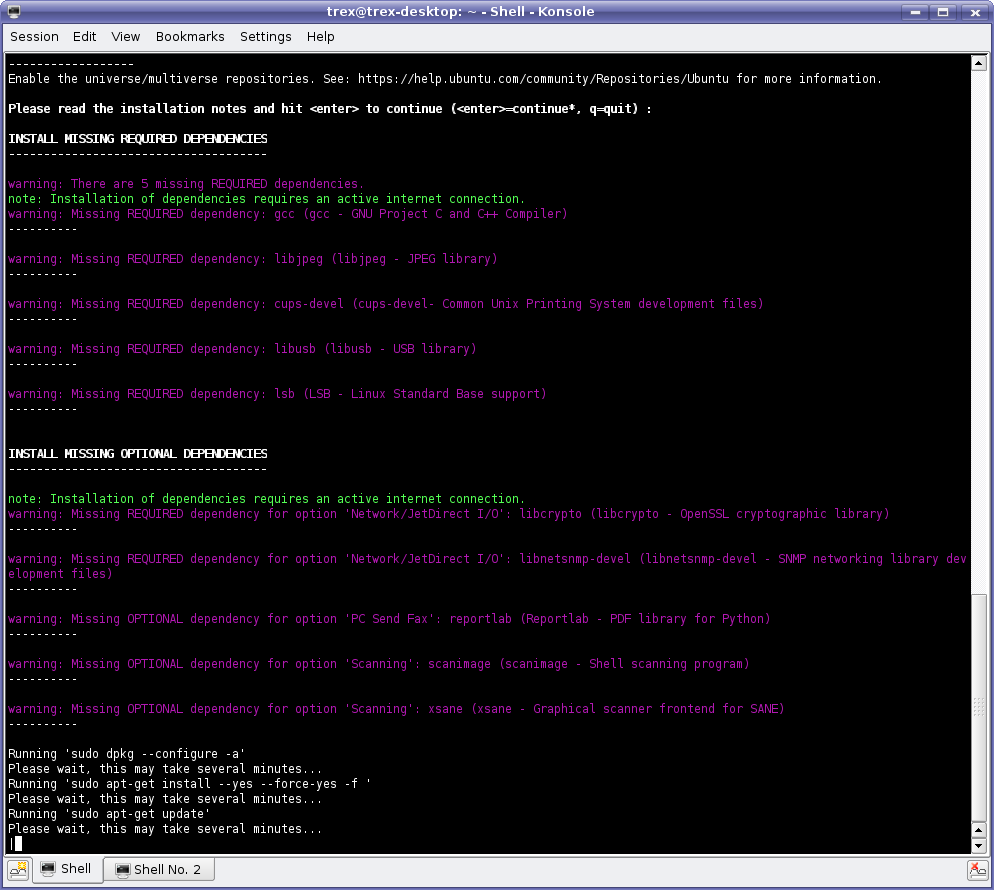 trex@trex-desktop: ~ - Shell - Konsole
Session Edit View Bookmarks Settings Help
------------------
Enable the universe/multiverse repositories. See: https://help.ubuntu.com/community/Repositories/Ubuntu for more information.
Please read the installation notes and hit <enter> to continue (<enter>=continue*, q=quit) :
INSTALL MISSING REQUIRED DEPENDENCIES
-------------------------------------
warning: There are 5 missing REQUIRED dependencies.
note: Installation of dependencies requires an active internet connection.
warning: Missing REQUIRED dependency: gcc (gcc - GNU Project C and C++ Compiler)
----------
warning: Missing REQUIRED dependency: libjpeg (libjpeg - JPEG library)
----------
warning: Missing REQUIRED dependency: cups-devel (cups-devel- Common Unix Printing System development files)
----------
warning: Missing REQUIRED dependency: libusb (libusb - USB library)
----------
warning: Missing REQUIRED dependency: lsb (LSB - Linux Standard Base support)
----------
INSTALL MISSING OPTIONAL DEPENDENCIES
-------------------------------------
note: Installation of dependencies requires an active internet connection.
warning: Missing REQUIRED dependency for option 'Network/JetDirect I/O': libcrypto (libcrypto - OpenSSL cryptographic library)
----------
warning: Missing REQUIRED dependency for option 'Network/JetDirect I/O': libnetsnmp-devel (libnetsnmp-devel - SNMP networking library dev
elopment files)
----------
warning: Missing OPTIONAL dependency for option 'PC Send Fax': reportlab (Reportlab - PDF library for Python)
----------
warning: Missing OPTIONAL dependency for option 'Scanning': scanimage (scanimage - Shell scanning program)
----------
warning: Missing OPTIONAL dependency for option 'Scanning': xsane (xsane - Graphical scanner frontend for SANE)
----------
Running 'sudo dpkg --configure -a'
Please wait, this may take several minutes...
Running 'sudo apt-get install --yes --force-yes -f '
Please wait, this may take several minutes...
Running 'sudo apt-get update'
Please wait, this may take several minutes...
|
Shell Shell No. 2